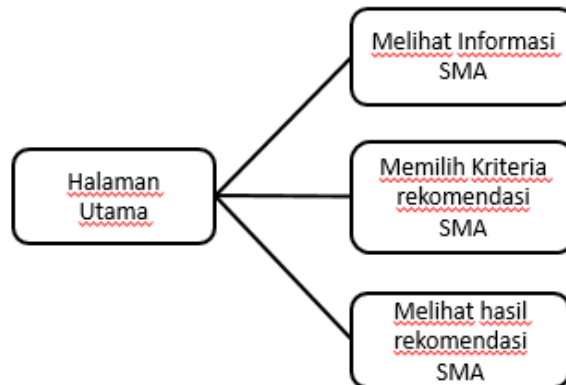 Melihat Informasi
SMA
Halaman
Utama
Memilih Kriteria
rekomendasi
SMA
Melihat hasil
rekomendasi
SMA